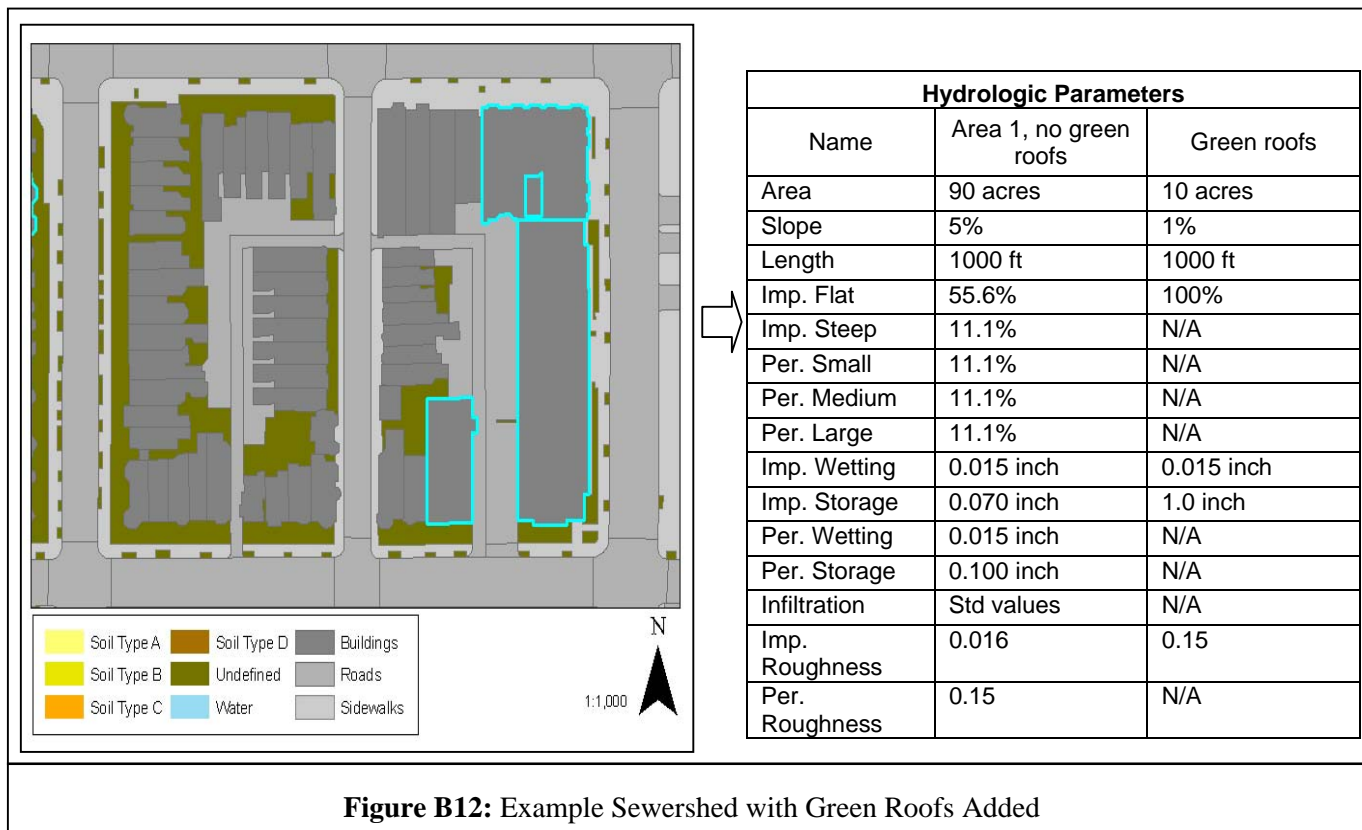 Soil Type A
Soil Type D
Buildings
Soil Type B
Undefined
Roads
Soil Type C
Water
Sidewalks
1:1,000
N
Hydrologic Parameters
Name
Area 1, no green
roofs
Green roofs
Area 90 acres 10 acres
Slope 5% 1%
Length 1000 ft 1000 ft
Imp. Flat 55.6% 100%
Imp. Steep 11.1% N/A
Per. Small 11.1% N/A
Per. Medium 11.1% N/A
Per. Large 11.1% N/A
Imp. Wetting 0.015 inch 0.015 inch
Imp. Storage 0.070 inch 1.0 inch
Per. Wetting 0.015 inch N/A
Per. Storage 0.100 inch N/A
Infiltration Std values N/A
Imp. 0.016 0.15
Roughness
Per. 0.15 N/A
Roughness
Figure B12: Example Sewershed with Green Roofs Added